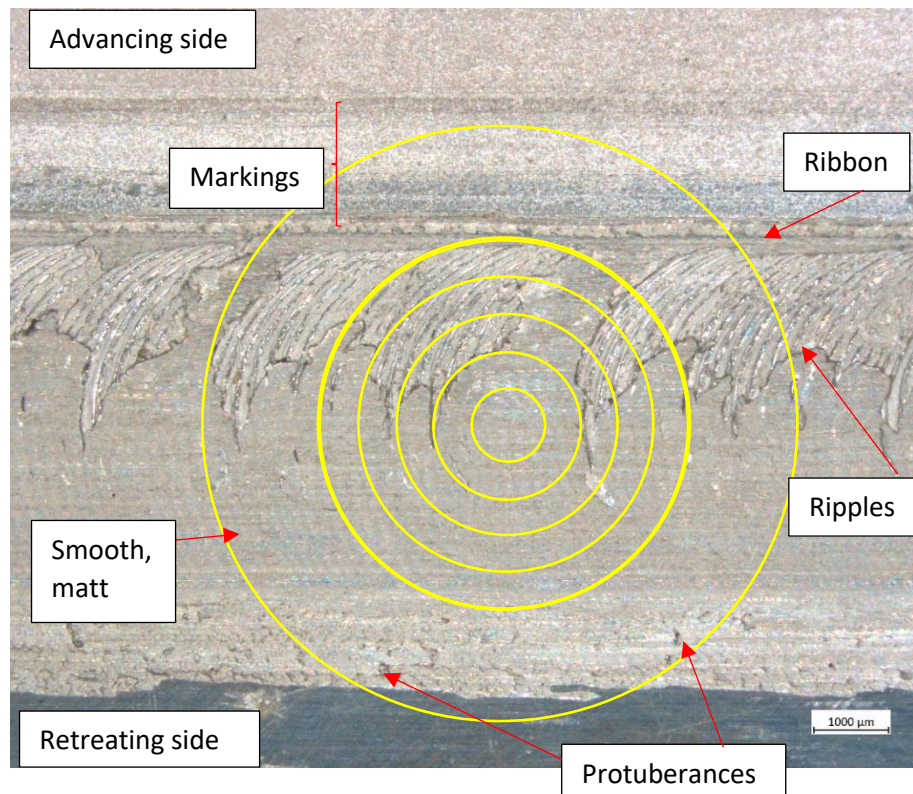 Advancing side
Markings
Ribbon
Ripples
Smooth,
matt
Retreating side
1000 µm
Protuberances